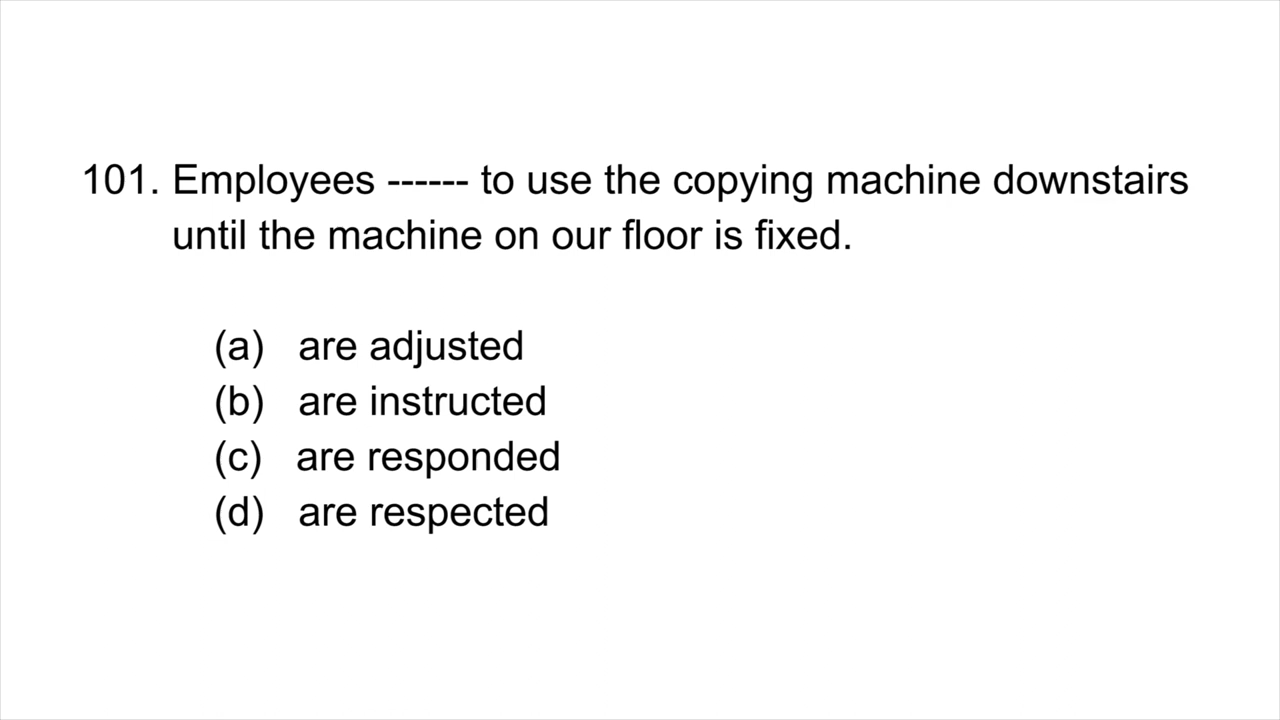 101. Employees ------ to use the copying machine downstairs
until the machine on our floor is fixed.
(a) are adjusted
(b) are instructed
(c) are responded
(d) are respected